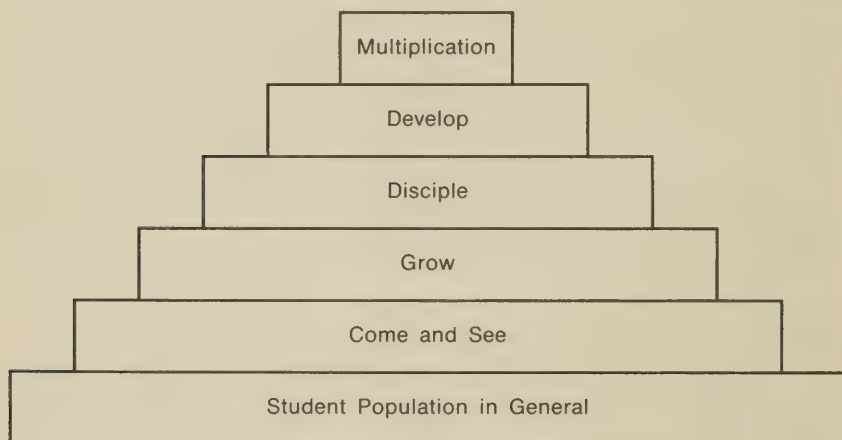 Multiplication
Develop
Disciple
Grow
Come and See
Student Population in General